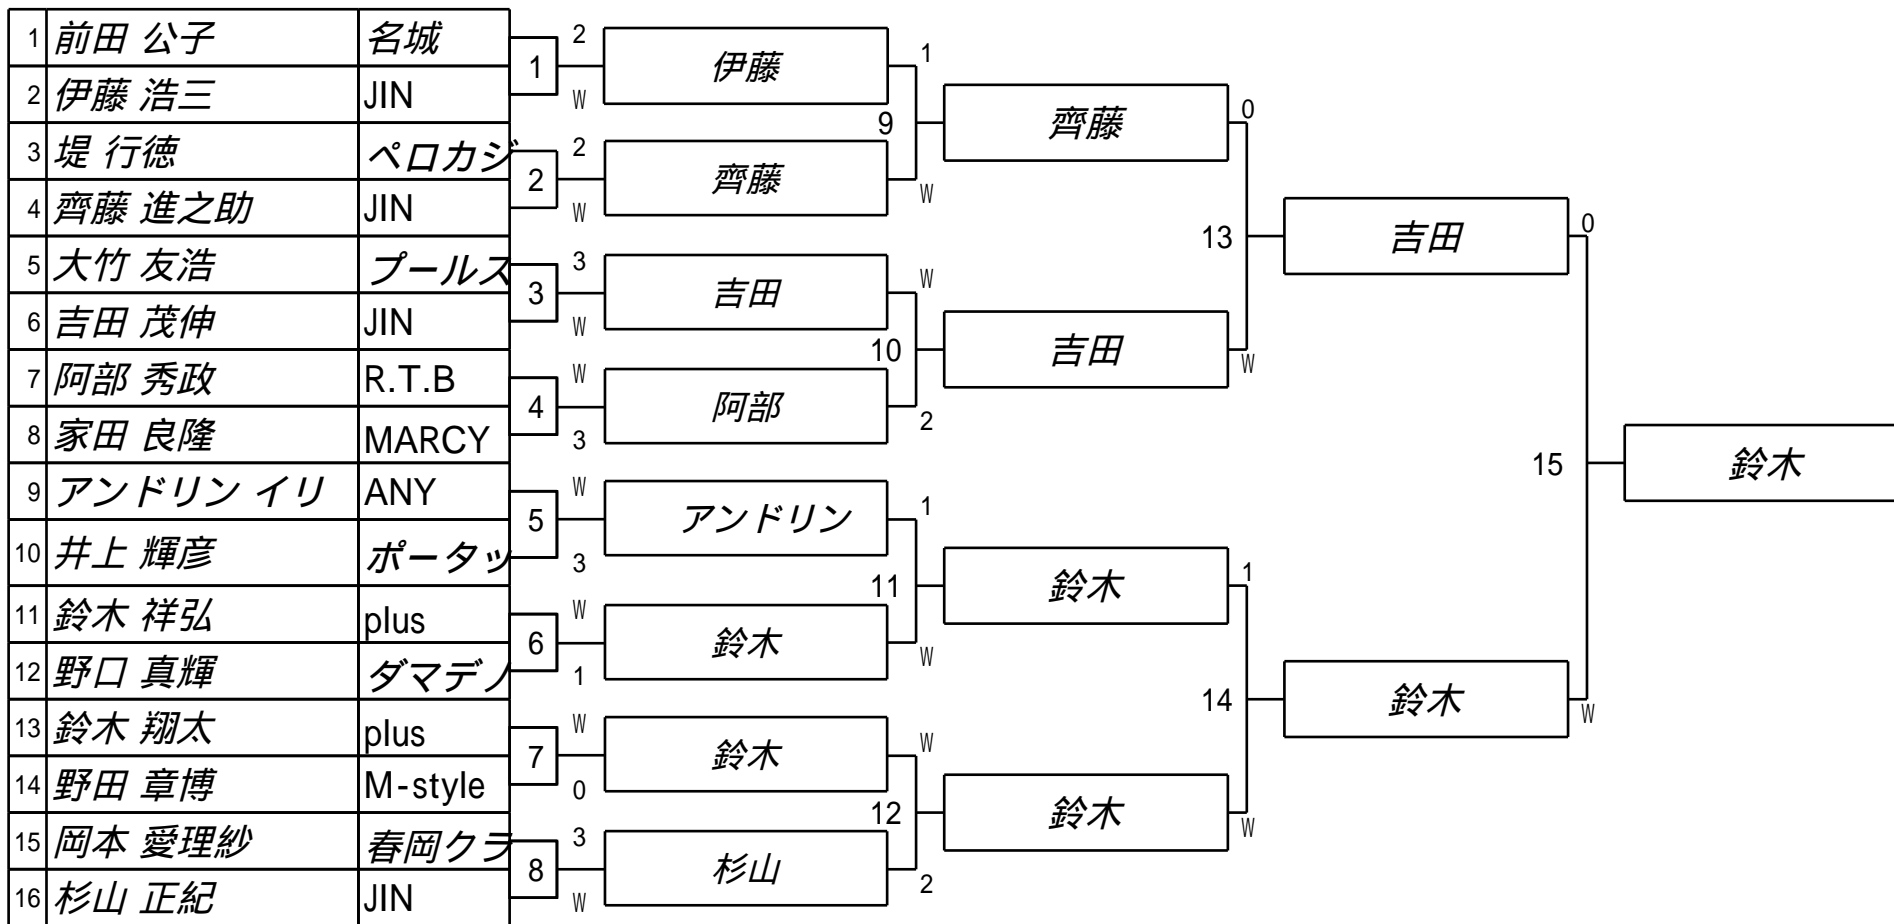 1 前田 公子 名城
2 伊藤 浩三 JIN
3 堤 行徳 ペロカジ
4 齊藤 進之助 JIN
5 大竹 友浩 プールス
6 吉田 茂伸 JIN
7 阿部 秀政 R.T.B
8 家田 良隆 MARCY
9 アンドリン イリ ANY
10 井上 輝彦 ポータッ
11 鈴木 祥弘 plus
12 野口 真輝 ダマデノ
13 鈴木 翔太 plus
14 野田 章博 M-style
15 岡本 愛理紗 春岡クラ
16 杉山 正紀 JIN
1 2 W
2 2 W
3 3 W
4 W 3
5 W 3
6 W 1
7 W 0
8 3 W
伊藤 1
9
齊藤 W
吉田 W
10
阿部 2
アンドリン 1
11
鈴木 W
鈴木 W
12
杉山 2
齊藤 0
13
吉田 W
鈴木 1
14
鈴木 W
吉田 0
15
鈴木 W
鈴木